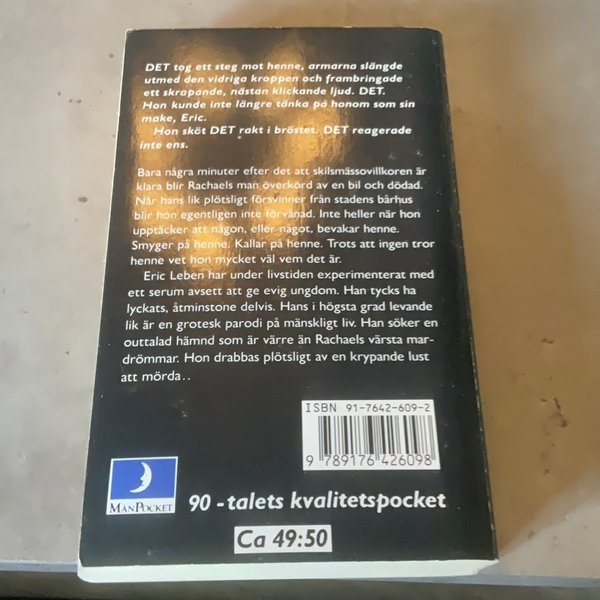 DET tog ett steg mot henne, armarna slängde
utmed den vidriga kroppen och frambringade
ett skrapande, nästan klickande ljud. DET.
Hon kunde inte längre tänka på honom som sin
make, Eric.
Hon sköt DET rakt i bröstet. DET reagerade
inte ens.
Bara några minuter efter det att skilsmässovillkoren är
klara blir Rachaels man överkörd av en bil och dödad.
När hans lik plötsligt försvinner från stadens bårhus
blir hon egentligen inte förvånad. Inte heller när hon
upptäcker att någon, eller något, bevakar henne.
Smyger på henne. Kallar på henne. Trots att ingen tror
henne vet hon mycket väl vem det är.
Eric Leben har under livstiden experimenterat med
ett serum avsett att ge evig ungdom. Han tycks ha
lyckats, åtminstone delvis. Hans i högsta grad levande
lik är en grotesk parodi på mänskligt liv. Han söker en
outtalad hämnd som är värre än Rachaels värsta mar-
drömmar. Hon drabbas plötsligt av en krypande lust
att mörda..
ISBN 91-7642-609-2
9 789176 426098
MÅNPOCKET
90-talets kvalitetspocket
Ca 49:50